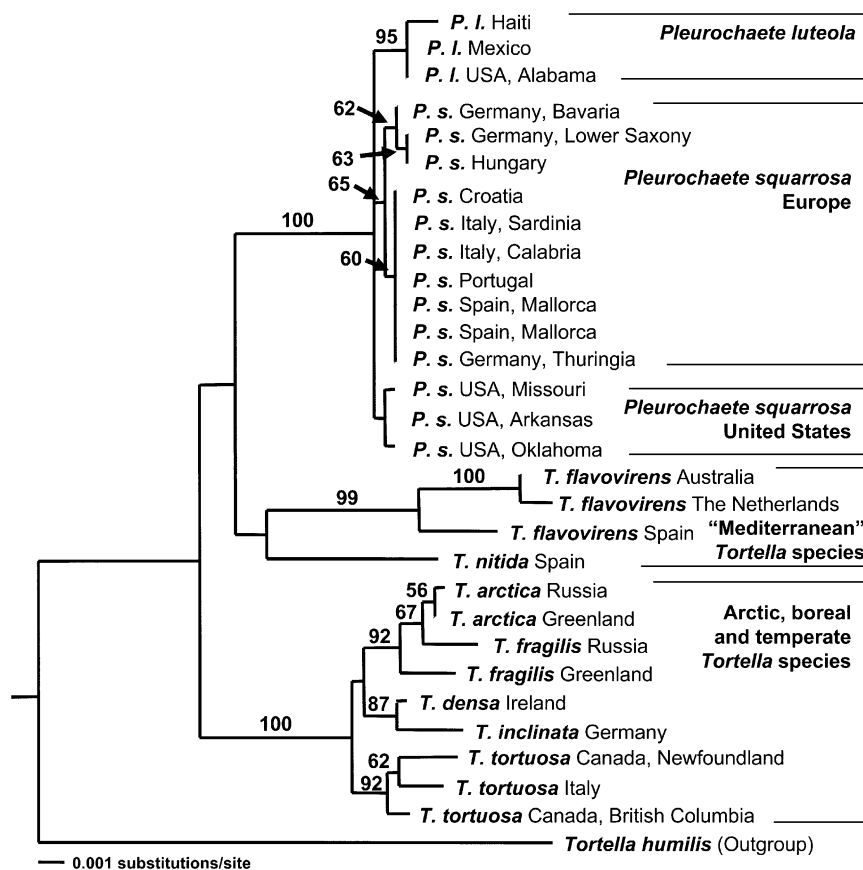 P. l. Haiti
Pleurochaete luteola
95
P. l. Mexico
P. l. USA, Alabama
62
P. s. Germany, Bavaria
P. s. Germany, Lower Saxony
63
P. s. Hungary
Pleurochaete squarrosa
Europe
65
P. s. Croatia
100
P. s. Italy, Sardinia
P. s. Italy, Calabria
60
P. s. Portugal
P. s. Spain, Mallorca
P. s. Spain, Mallorca
P. s. Germany, Thuringia
P. s. USA, Missouri
Pleurochaete squarrosa
United States
P. s. USA, Arkansas
P. s. USA, Oklahoma
100
T. flavovirens Australia
99
T. flavovirens The Netherlands
T. flavovirens Spain
“Mediterranean”
Tortella species
T. nitida Spain
56
T. arctica Russia
67
T. arctica Greenland
Arctic, boreal
and temperate
Tortella species
92
T. fragilis Russia
T. fragilis Greenland
87
T. densa Ireland
T. inclinata Germany
100
62
T. tortuosa Canada, Newfoundland
92
T. tortuosa Italy
T. tortuosa Canada, British Columbia
Tortella humilis (Outgroup)
0.001 substitutions/site